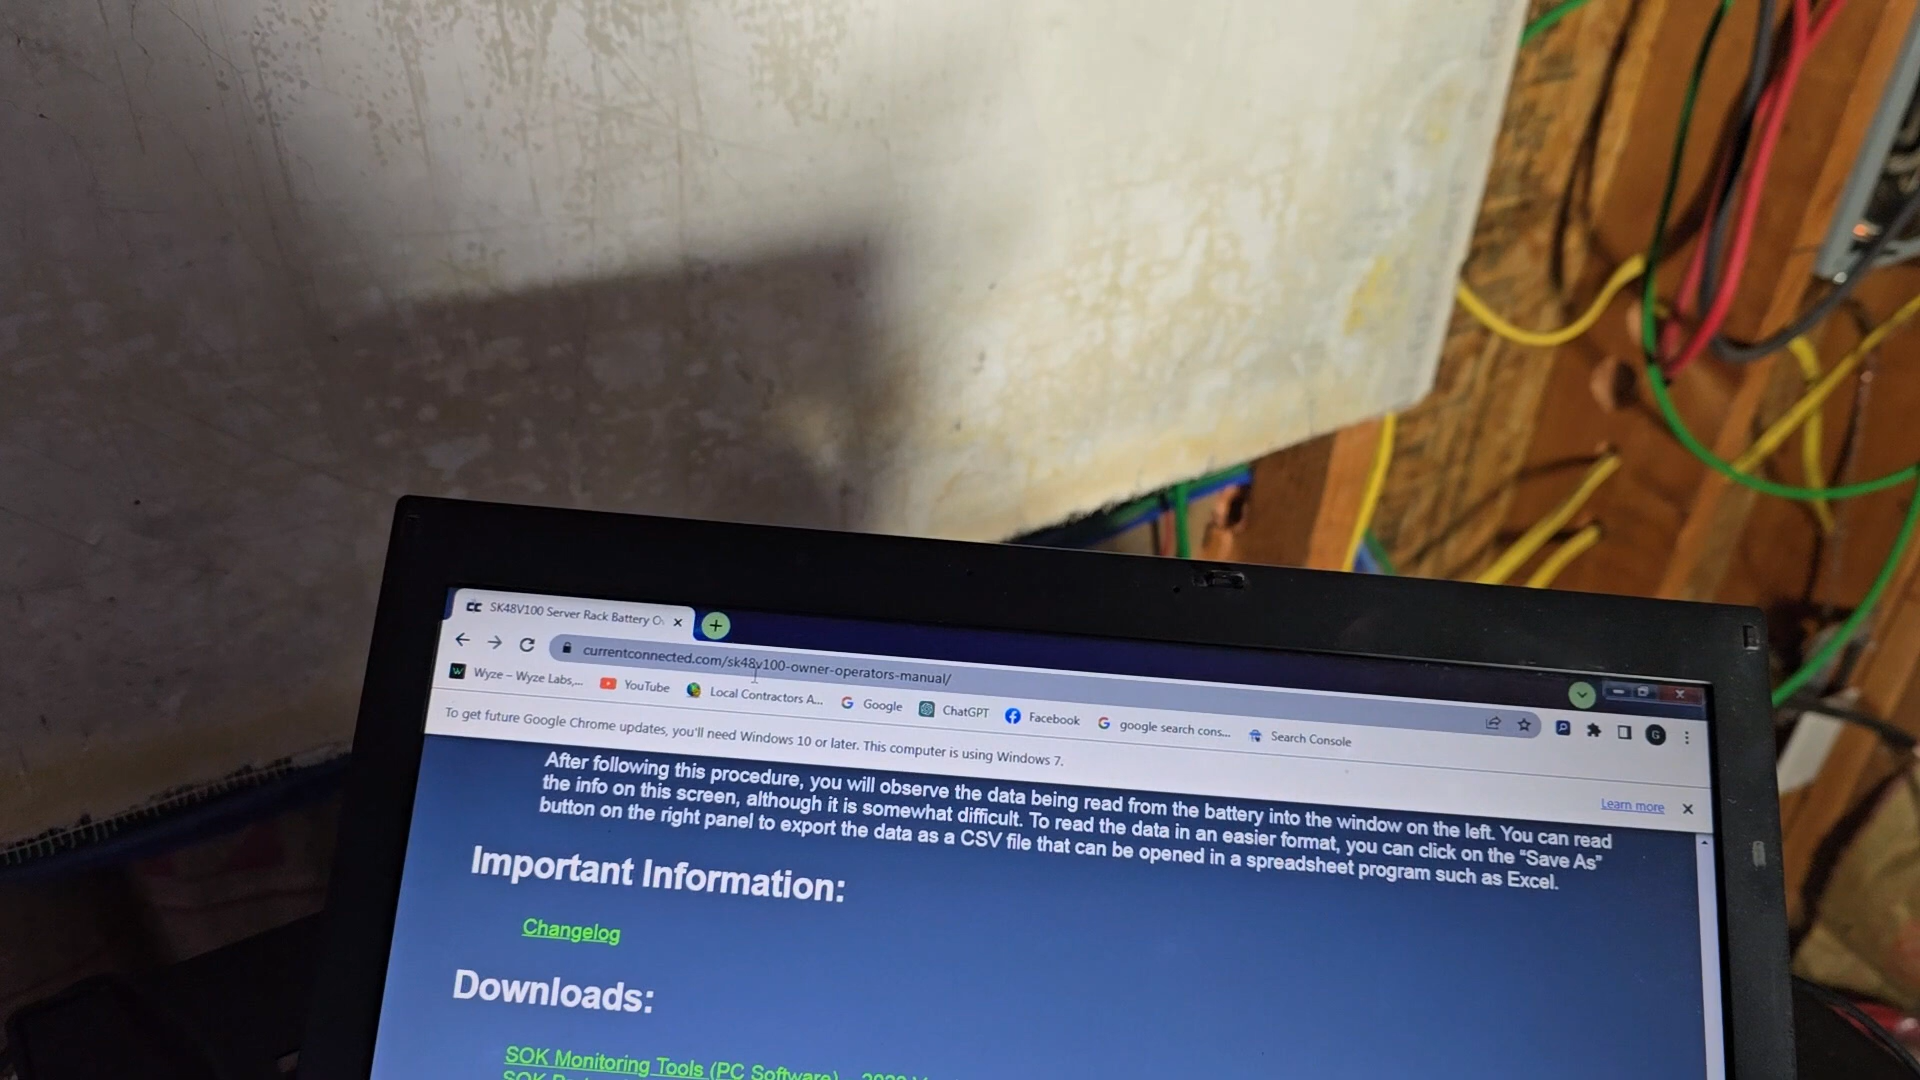 CC SK48V100 Server Rack Battery O
currentconnected.com/sk48v100-owner-operators-manual/
Wyze – Wyze Labs,... YouTube Local Contractors A... Google ChatGPT Facebook google search cons... Search Console
To get future Google Chrome updates, you'll need Windows 10 or later. This computer is using Windows 7.
Learn more
After following this procedure, you will observe the data being read from the battery into the window on the left. You can read
the info on this screen, although it is somewhat difficult. To read the data in an easier format, you can click on the “Save As”
button on the right panel to export the data as a CSV file that can be opened in a spreadsheet program such as Excel.
Important Information:
Changelog
Downloads:
SOK Monitoring Tools (PC Software)
SOK